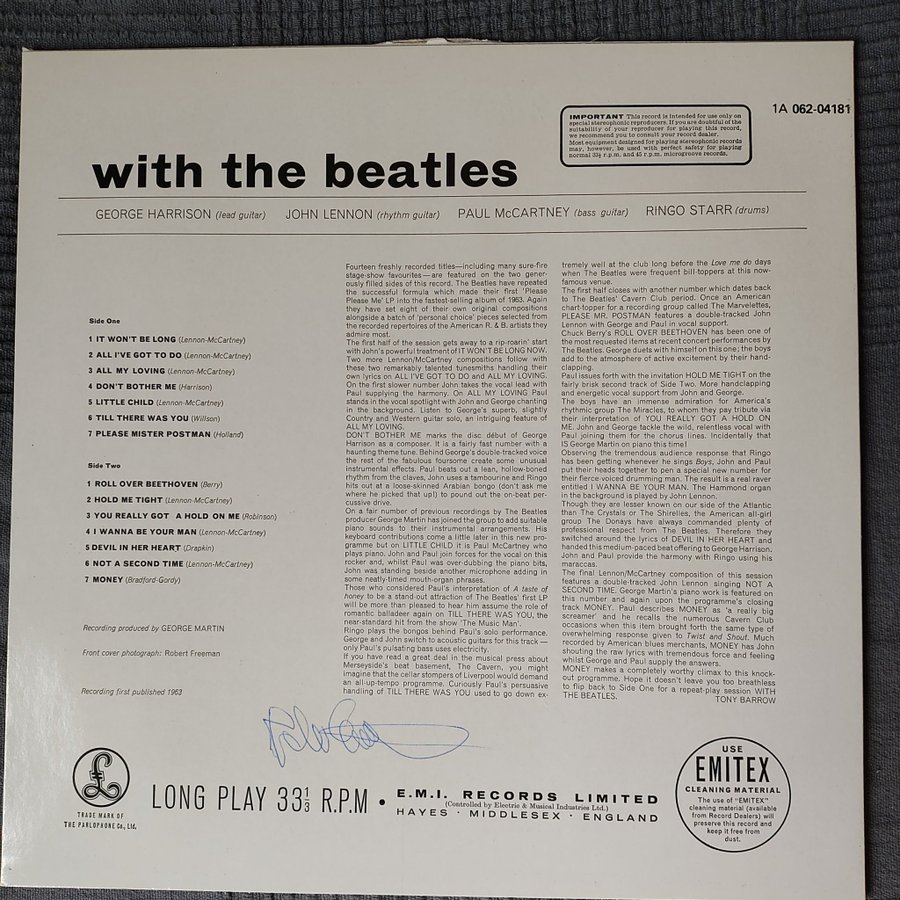 1A 062-04181
IMPORTANT This record is intended for use only on
special stereophonic reproducers. If you are doubtful of the
suitability of your reproducer for playing this record,
we recommend you to consult your record dealer.
Most equipment designed for playing stereophonic records
may, however, be used with perfect safety for playing
normal 33⅓ r.p.m. and 45 r.p.m. microgroove records.
with the beatles
GEORGE HARRISON (lead guitar) JOHN LENNON (rhythm guitar) PAUL McCARTNEY (bass guitar) RINGO STARR (drums)
Side One
1 IT WON'T BE LONG (Lennon-McCartney)
2 ALL I'VE GOT TO DO (Lennon-McCartney)
3 ALL MY LOVING (Lennon-McCartney)
4 DON'T BOTHER ME (Harrison)
5 LITTLE CHILD (Lennon-McCartney)
6 TILL THERE WAS YOU (Willson)
7 PLEASE MISTER POSTMAN (Holland)
Side Two
1 ROLL OVER BEETHOVEN (Berry)
2 HOLD ME TIGHT (Lennon-McCartney)
3 YOU REALLY GOT A HOLD ON ME (Robinson)
4 I WANNA BE YOUR MAN (Lennon-McCartney)
5 DEVIL IN HER HEART (Drapkin)
6 NOT A SECOND TIME (Lennon-McCartney)
7 MONEY (Bradford-Gordy)
Recording produced by GEORGE MARTIN
Front cover photograph: Robert Freeman
Recording first published 1963
Fourteen freshly recorded titles—including many sure-fire
stage-show favourites—are featured on the two gener-
ously filled sides of this record. The Beatles have repeated
the successful formula which made their first 'Please
Please Me' LP into the fastest-selling album of 1963. Again
they have set eight of their own original compositions
alongside a batch of 'personal choice' pieces selected from
the recorded repertoires of the American R. & B. artists they
admire most.
The first half of the session gets away to a rip-roarin' start
with John's powerful treatment of IT WON'T BE LONG NOW.
Two more Lennon/McCartney compositions follow with
these two remarkably talented tunesmiths handling their
own lyrics on ALL I'VE GOT TO DO and ALL MY LOVING.
On the first slower number John takes the vocal lead with
Paul supplying the harmony. On ALL MY LOVING Paul
stands in the vocal spotlight with John and George chanting
in the background. Listen to George's superb, slightly
Country and Western guitar solo, an intriguing feature of
ALL MY LOVING.
DON'T BOTHER ME marks the disc début of George
Harrison as a composer. It is a fairly fast number with a
haunting theme tune. Behind George's double-tracked voice
the rest of the fabulous foursome create some unusual
instrumental effects. Paul beats out a lean, hollow-boned
rhythm from the claves, John uses a tambourine and Ringo
hits out at a loose-skinned Arabian bongo (don't ask me
where he picked that up!) to pound out the on-beat per-
cussive drive.
On a fair number of previous recordings by The Beatles
producer George Martin has joined the group to add suitable
piano sounds to their instrumental arrangements. His
keyboard contributions come a little later in this new pro-
gramme but on LITTLE CHILD it is Paul McCartney who
plays piano. John and Paul join forces for the vocal on this
rocker and, whilst Paul was over-dubbing the piano bits,
John was standing beside another microphone adding in
some neatly-timed mouth-organ phrases.
Those who considered Paul's interpretation of A taste of
honey to be a stand-out attraction of The Beatles' first LP
will be more than pleased to hear him assume the role of
romantic balladeer again on TILL THERE WAS YOU, the
near-standard hit from the show 'The Music Man'.
Ringo plays the bongos behind Paul's solo performance.
George and John switch to acoustic guitars for this track—
only Paul's pulsating bass uses electricity.
If you have read a great deal in the musical press about
Merseyside's beat basement, The Cavern, you might
imagine that the cellar stompers of Liverpool would demand
an all-up-tempo programme. Curiously Paul's persuasive
handling of TILL THERE WAS YOU used to go down ex-
tremely well at the club long before the Love me do days
when The Beatles were frequent bill-toppers at this now-
famous venue.
The first half closes with another number which dates back
to The Beatles' Cavern Club period. Once an American
chart-topper for a recording group called The Marvelettes,
PLEASE MR. POSTMAN features a double-tracked John
Lennon with George and Paul in vocal support.
Chuck Berry's ROLL OVER BEETHOVEN has been one of
the most requested items at recent concert performances by
The Beatles. George duets with himself on this one; the boys
add to the atmosphere of active excitement by their hand-
clapping.
Paul issues forth with the invitation HOLD ME TIGHT on the
fairly brisk second track of Side Two. More handclapping
and energetic vocal support from John and George.
The boys have an immense admiration for America's
rhythmic group The Miracles, to whom they pay tribute via
their interpretation of YOU REALLY GOT A HOLD ON
ME. John and George tackle the wild, relentless vocal with
Paul joining them for the chorus lines. Incidentally that
IS George Martin on piano this time!
Observing the tremendous audience response that Ringo
has been getting whenever he sings Boys, John and Paul
put their heads together to pen a special new number for
their fierce-voiced drumming man. The result is a real raver
entitled I WANNA BE YOUR MAN. The Hammond organ
in the background is played by John Lennon.
Though they are lesser known on our side of the Atlantic
than The Crystals or The Shirelles, the American all-girl
group The Donays have always commanded plenty of
professional respect from The Beatles. Therefore they
switched around the lyrics of DEVIL IN HER HEART and
handed this medium-paced beat offering to George Harrison.
John and Paul provide the harmony with Ringo using his
maraccas.
The final Lennon/McCartney composition of this session
features a double-tracked John Lennon singing NOT A
SECOND TIME. George Martin's piano work is featured on
this number and again upon the programme's closing
track MONEY. Paul describes MONEY as 'a really big
screamer' and he recalls the numerous Cavern Club
occasions when this item brought forth the same type of
overwhelming response given to Twist and Shout. Much
recorded by American blues merchants, MONEY has John
shouting the raw lyrics with tremendous force and feeling
whilst George and Paul supply the answers.
MONEY makes a completely worthy climax to this knock-
out programme. Hope it doesn't leave you too breathless
to flip back to Side One for a repeat-play session WITH
THE BEATLES. TONY BARROW
£
TRADE MARK OF
THE PARLOPHONE Co., Ltd.
LONG PLAY 33⅓ R.P.M •
E.M.I. RECORDS LIMITED
(Controlled by Electric & Musical Industries Ltd.)
HAYES · MIDDLESEX · ENGLAND
USE
EMITEX
CLEANING MATERIAL
The use of "EMITEX"
cleaning material (available
from Record Dealers) will
preserve this record and
keep it free from
dust.